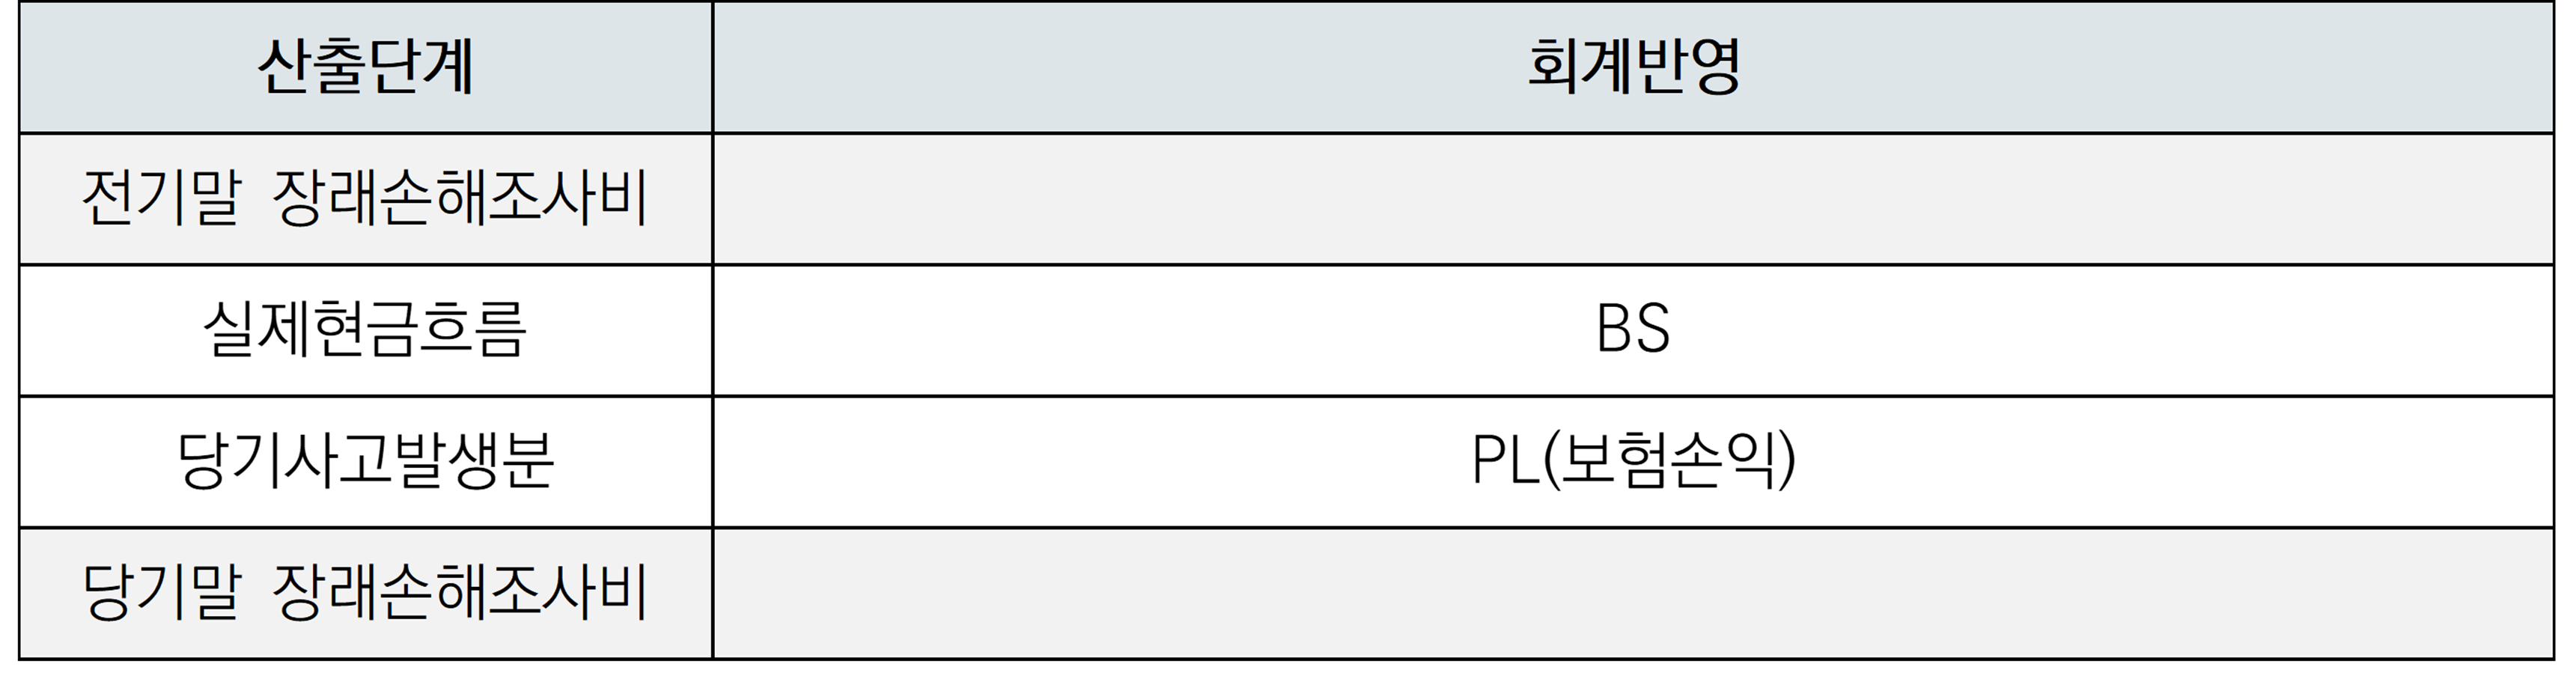 산출단계 회계반영
전기말 장래손해조사비
실제현금흐름 BS
당기사고발생분 PL(보험손익)
당기말 장래손해조사비